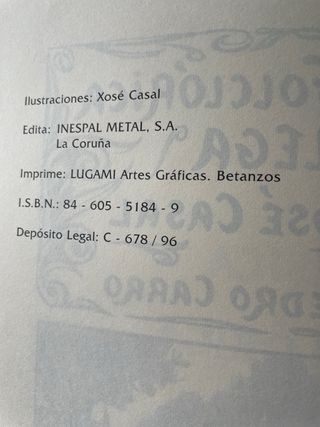 Ilustraciones: Xosé Casal
Edita: INESPAL METAL, S.A.
La Coruña
Imprime: LUGAMI Artes Gráficas. Betanzos
I.S.B.N.: 84 - 605 - 5184 - 9
Depósito Legal: C - 678 / 96